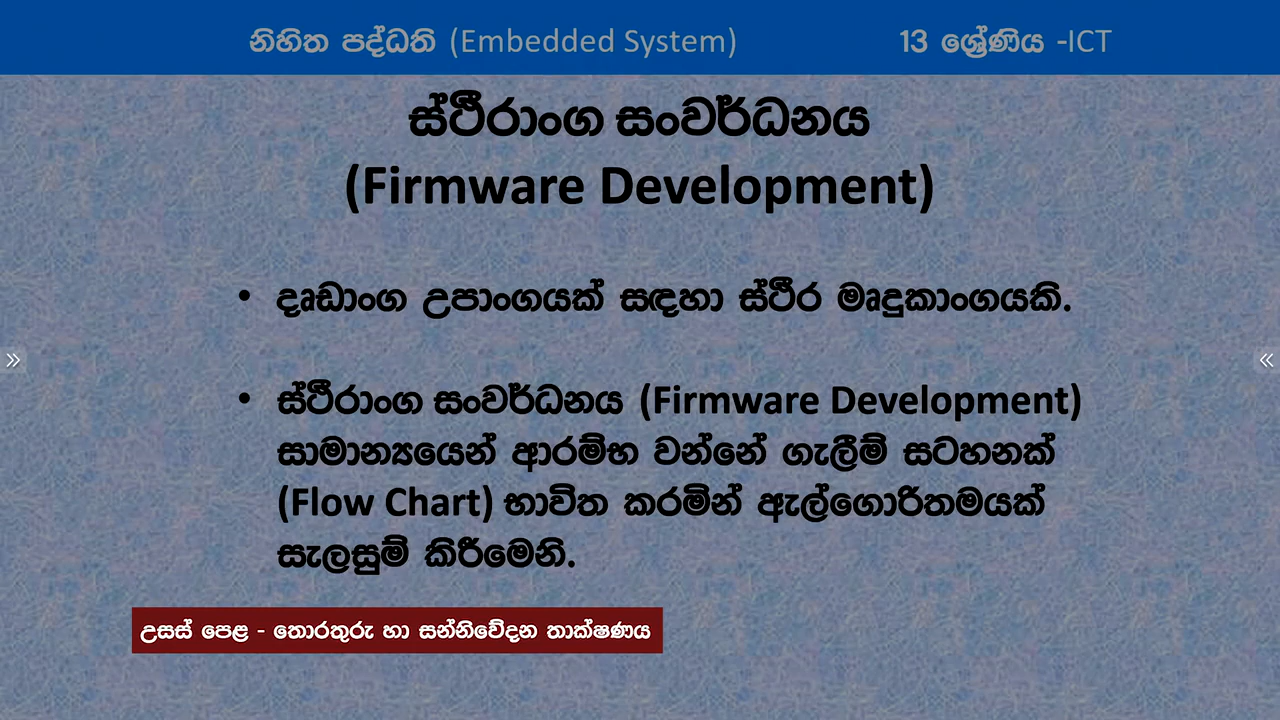 නිහිත පද්ධති (Embedded System) 13 ශ්‍රේණිය -ICT
ස්ථීරාංග සංවර්ධනය
(Firmware Development)
• දෘඩාංග උපාංගයක් සඳහා ස්ථීර මෘදුකාංගයකි.
• ස්ථීරාංග සංවර්ධනය (Firmware Development)
සාමාන්‍යයෙන් ආරම්භ වන්නේ ගැලීම් සටහනක්
(Flow Chart) භාවිත කරමින් ඇල්ගොරිතමයක්
සැලසුම් කිරීමෙනි.
උසස් පෙළ - තොරතුරු හා සන්නිවේදන තාක්ෂණය